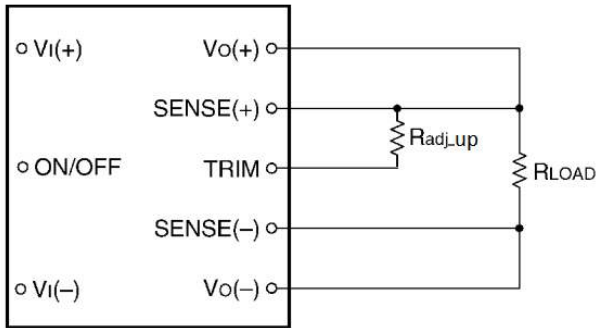 VI(+) VO(+)
SENSE(+)
Radj_up
ON/OFF TRIM RLOAD
SENSE(–)
VI(–) VO(–)